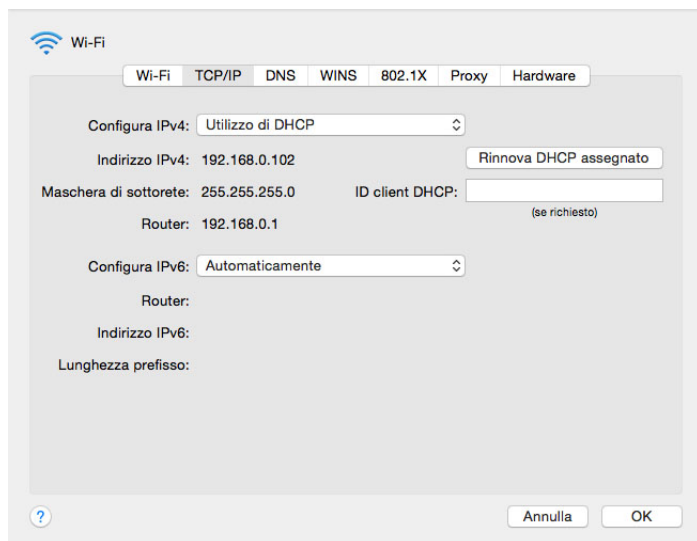 Wi-Fi
Wi-Fi TCP/IP DNS WINS 802.1X Proxy Hardware
Configura IPv4: Utilizzo di DHCP
Indirizzo IPv4: 192.168.0.102 Rinnova DHCP assegnato
Maschera di sottorete: 255.255.255.0 ID client DHCP:
(se richiesto)
Router: 192.168.0.1
Configura IPv6: Automaticamente
Router:
Indirizzo IPv6:
Lunghezza prefisso:
? Annulla OK